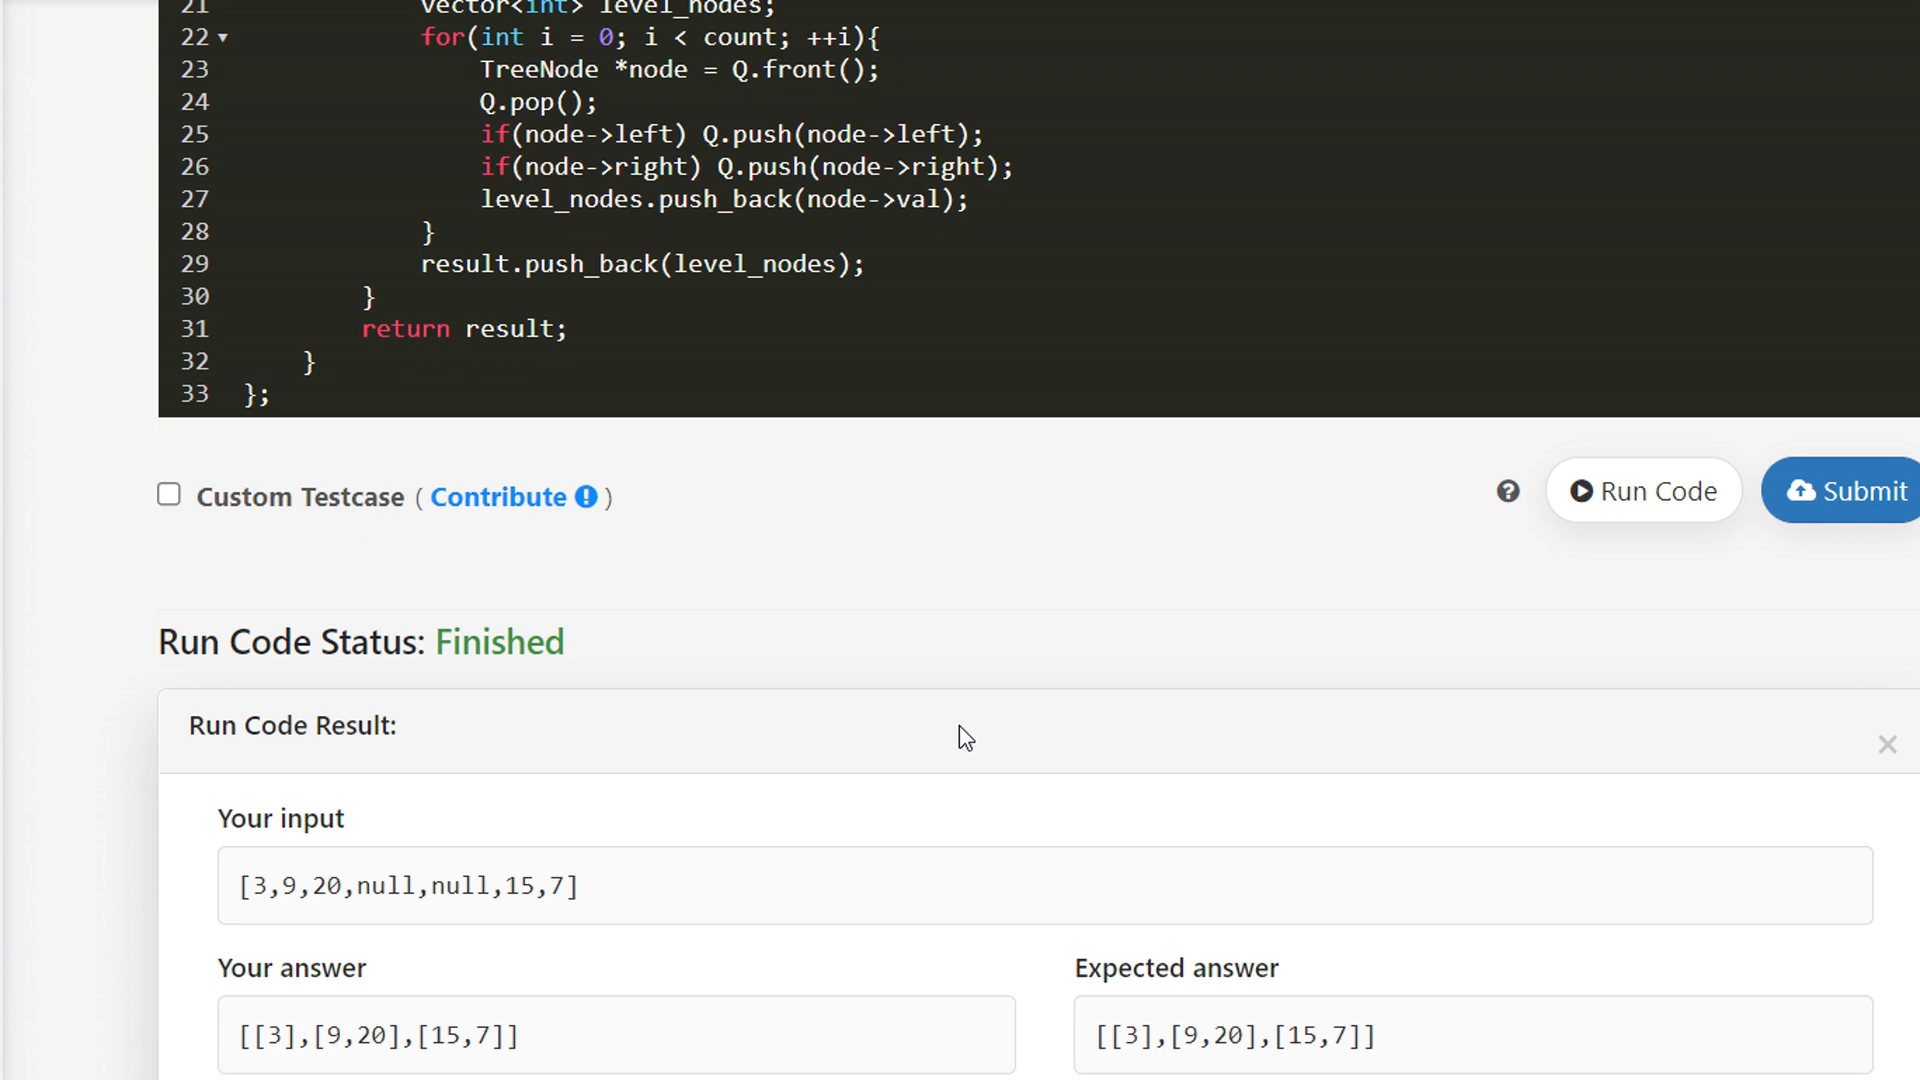 21 vector<int> level_nodes;
22 for(int i = 0; i < count; ++i){
23 TreeNode *node = Q.front();
24 Q.pop();
25 if(node->left) Q.push(node->left);
26 if(node->right) Q.push(node->right);
27 level_nodes.push_back(node->val);
28 }
29 result.push_back(level_nodes);
30 }
31 return result;
32 }
33 };
Custom Testcase ( Contribute ! )
? Run Code Submit
Run Code Status: Finished
Run Code Result: ×
Your input
[3,9,20,null,null,15,7]
Your answer Expected answer
[[3],[9,20],[15,7]] [[3],[9,20],[15,7]]